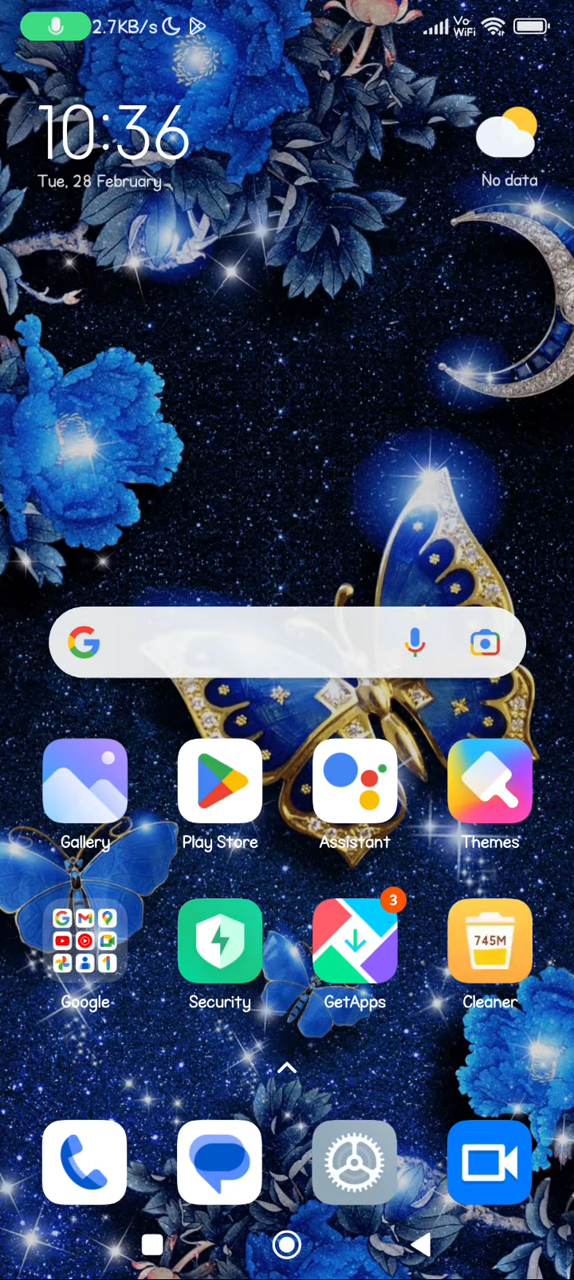 2.7KB/s
Vo
WiFi
10:36
Tue, 28 February
No data
Gallery
Play Store
Assistant
Themes
3
745M
Google
Security
GetApps
Cleaner